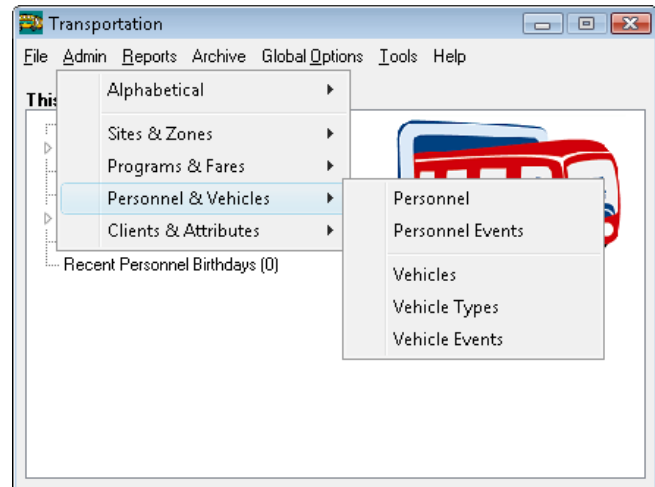 Transportation
File Admin Reports Archive Global Options Tools Help
This
Alphabetical
Sites & Zones
Programs & Fares
Personnel & Vehicles
Clients & Attributes
Personnel
Personnel Events
Vehicles
Vehicle Types
Vehicle Events
Recent Personnel Birthdays (0)